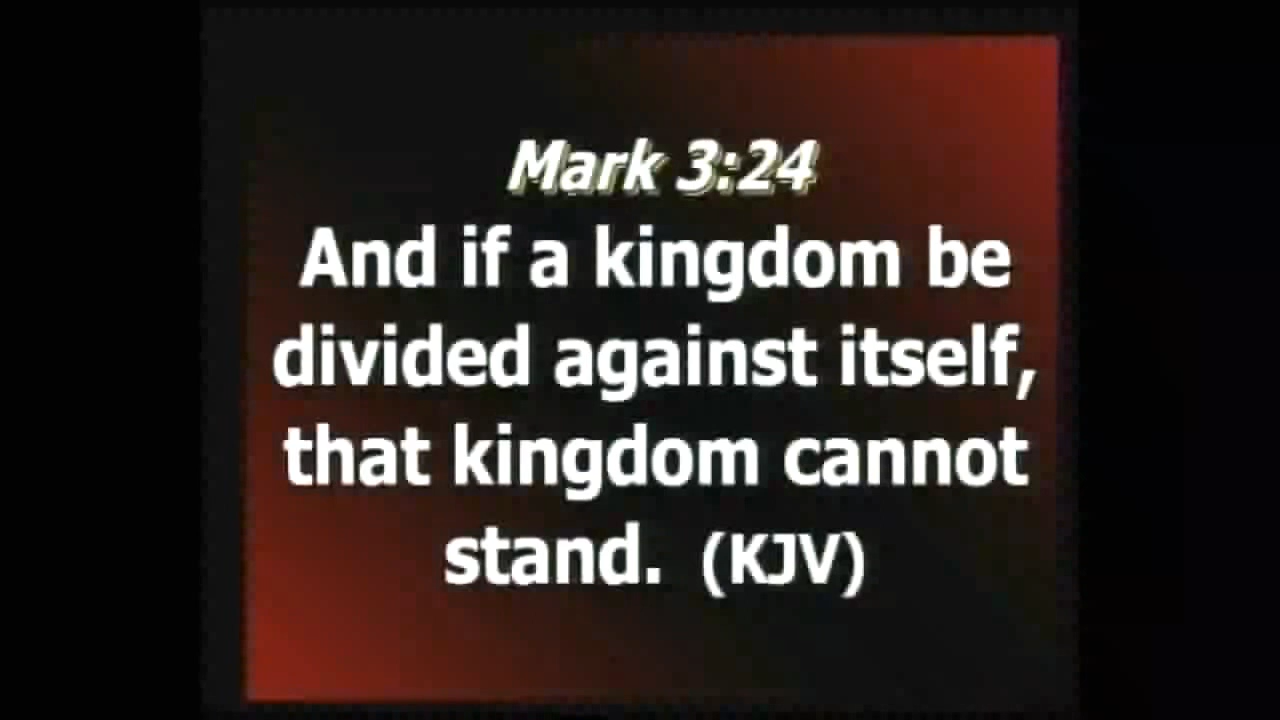 Mark 3:24
And if a kingdom be
divided against itself,
that kingdom cannot
stand. (KJV)